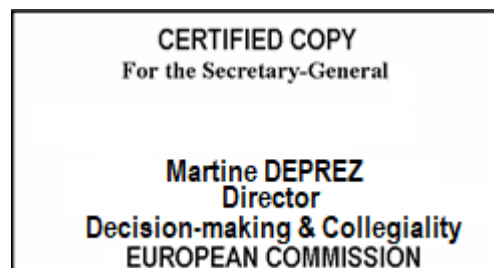 CERTIFIED COPY
For the Secretary-General
Martine DEPREZ
Director
Decision-making & Collegiality
EUROPEAN COMMISSION